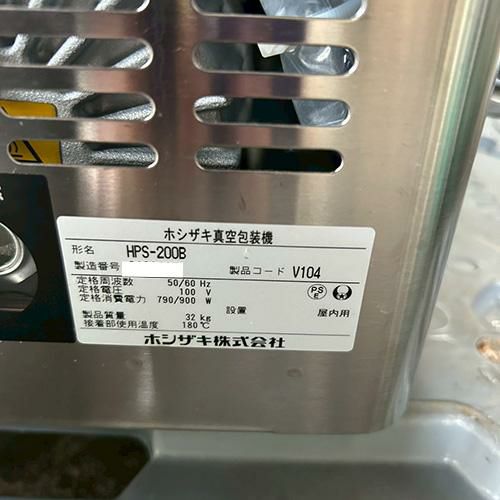 ホシザキ真空包装機
形名 HPS-200B
製造番号 製品コード V104
定格周波数 50/60 Hz
定格電圧 100 V
定格消費電力 790/900 W
設置 屋内用
製品質量 32 kg
接着部使用温度 180℃
PSE
ホシザキ株式会社